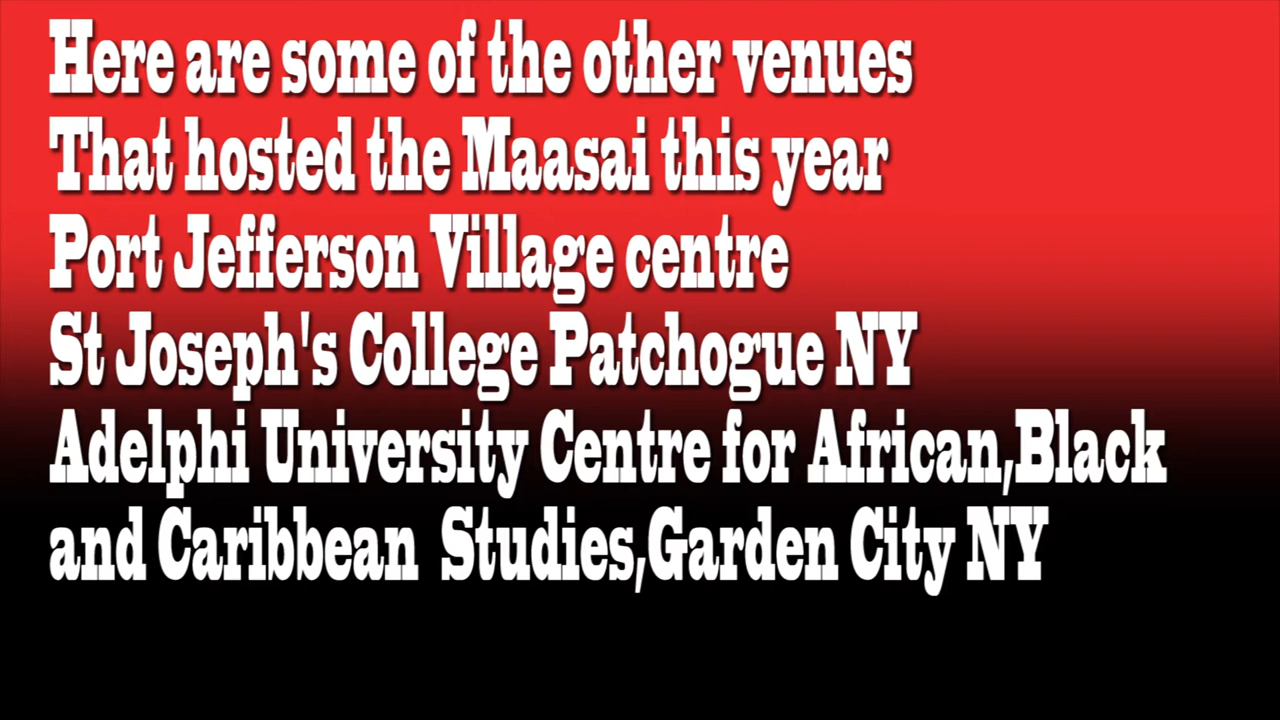 Here are some of the other venues
That hosted the Maasai this year
Port Jefferson Village centre
St Joseph's College Patchogue NY
Adelphi University Centre for African,Black
and Caribbean  Studies,Garden City NY